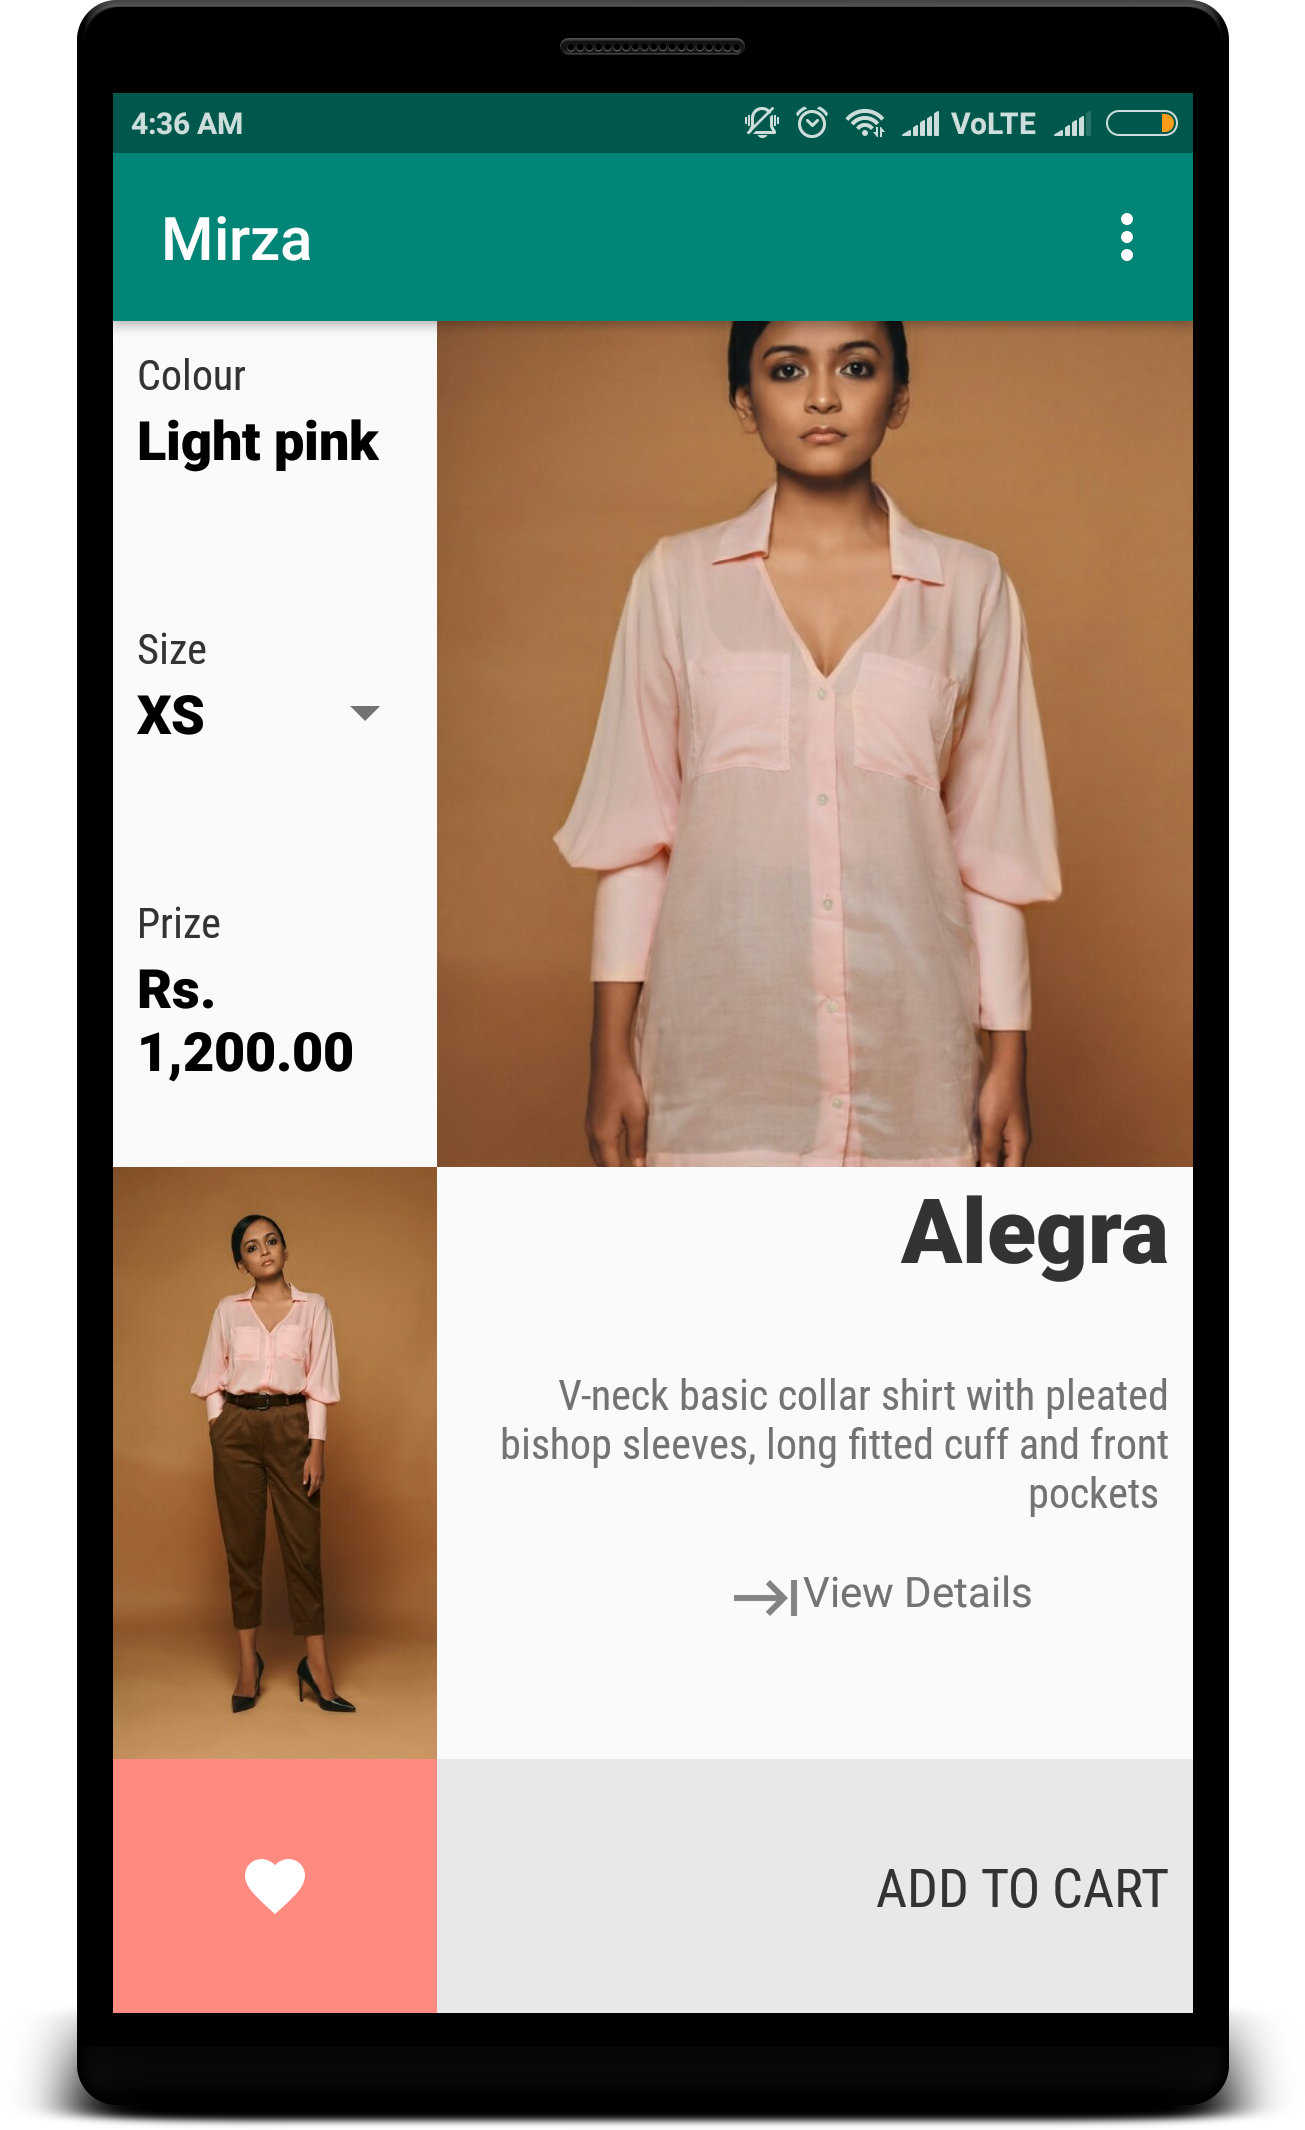 4:36 AM VoLTE
Mirza
Colour
Light pink
Size
XS
Prize
Rs.
1,200.00
Alegra
V-neck basic collar shirt with pleated
bishop sleeves, long fitted cuff and front
pockets
View Details
ADD TO CART